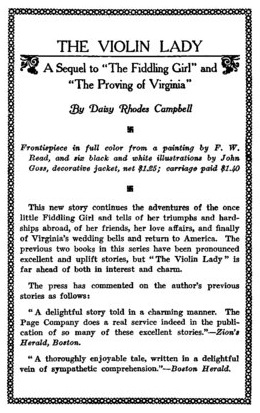 THE VIOLIN LADY
A Sequel to "The Fiddling Girl" and
"The Proving of Virginia"
By Daisy Rhodes Campbell
Frontispiece in full color from a painting by F. W.
Read, and six black and white illustrations by John
Goss, decorative jacket, net $1.25; carriage paid $1.40
This new story continues the adventures of the once
little Fiddling Girl and tells of her triumphs and hard-
ships abroad, of her friends, her love affairs, and finally
of Virginia's wedding bells and return to America. The
previous two books in this series have been pronounced
excellent and uplift stories, but "The Violin Lady" is
far ahead of both in interest and charm.
The press has commented on the author's previous
stories as follows:
"A delightful story told in a charming manner. The
Page Company does a real service indeed in the publi-
cation of so many of these excellent stories."—Zion's
Herald, Boston.
"A thoroughly enjoyable tale, written in a delightful
vein of sympathetic comprehension."—Boston Herald.